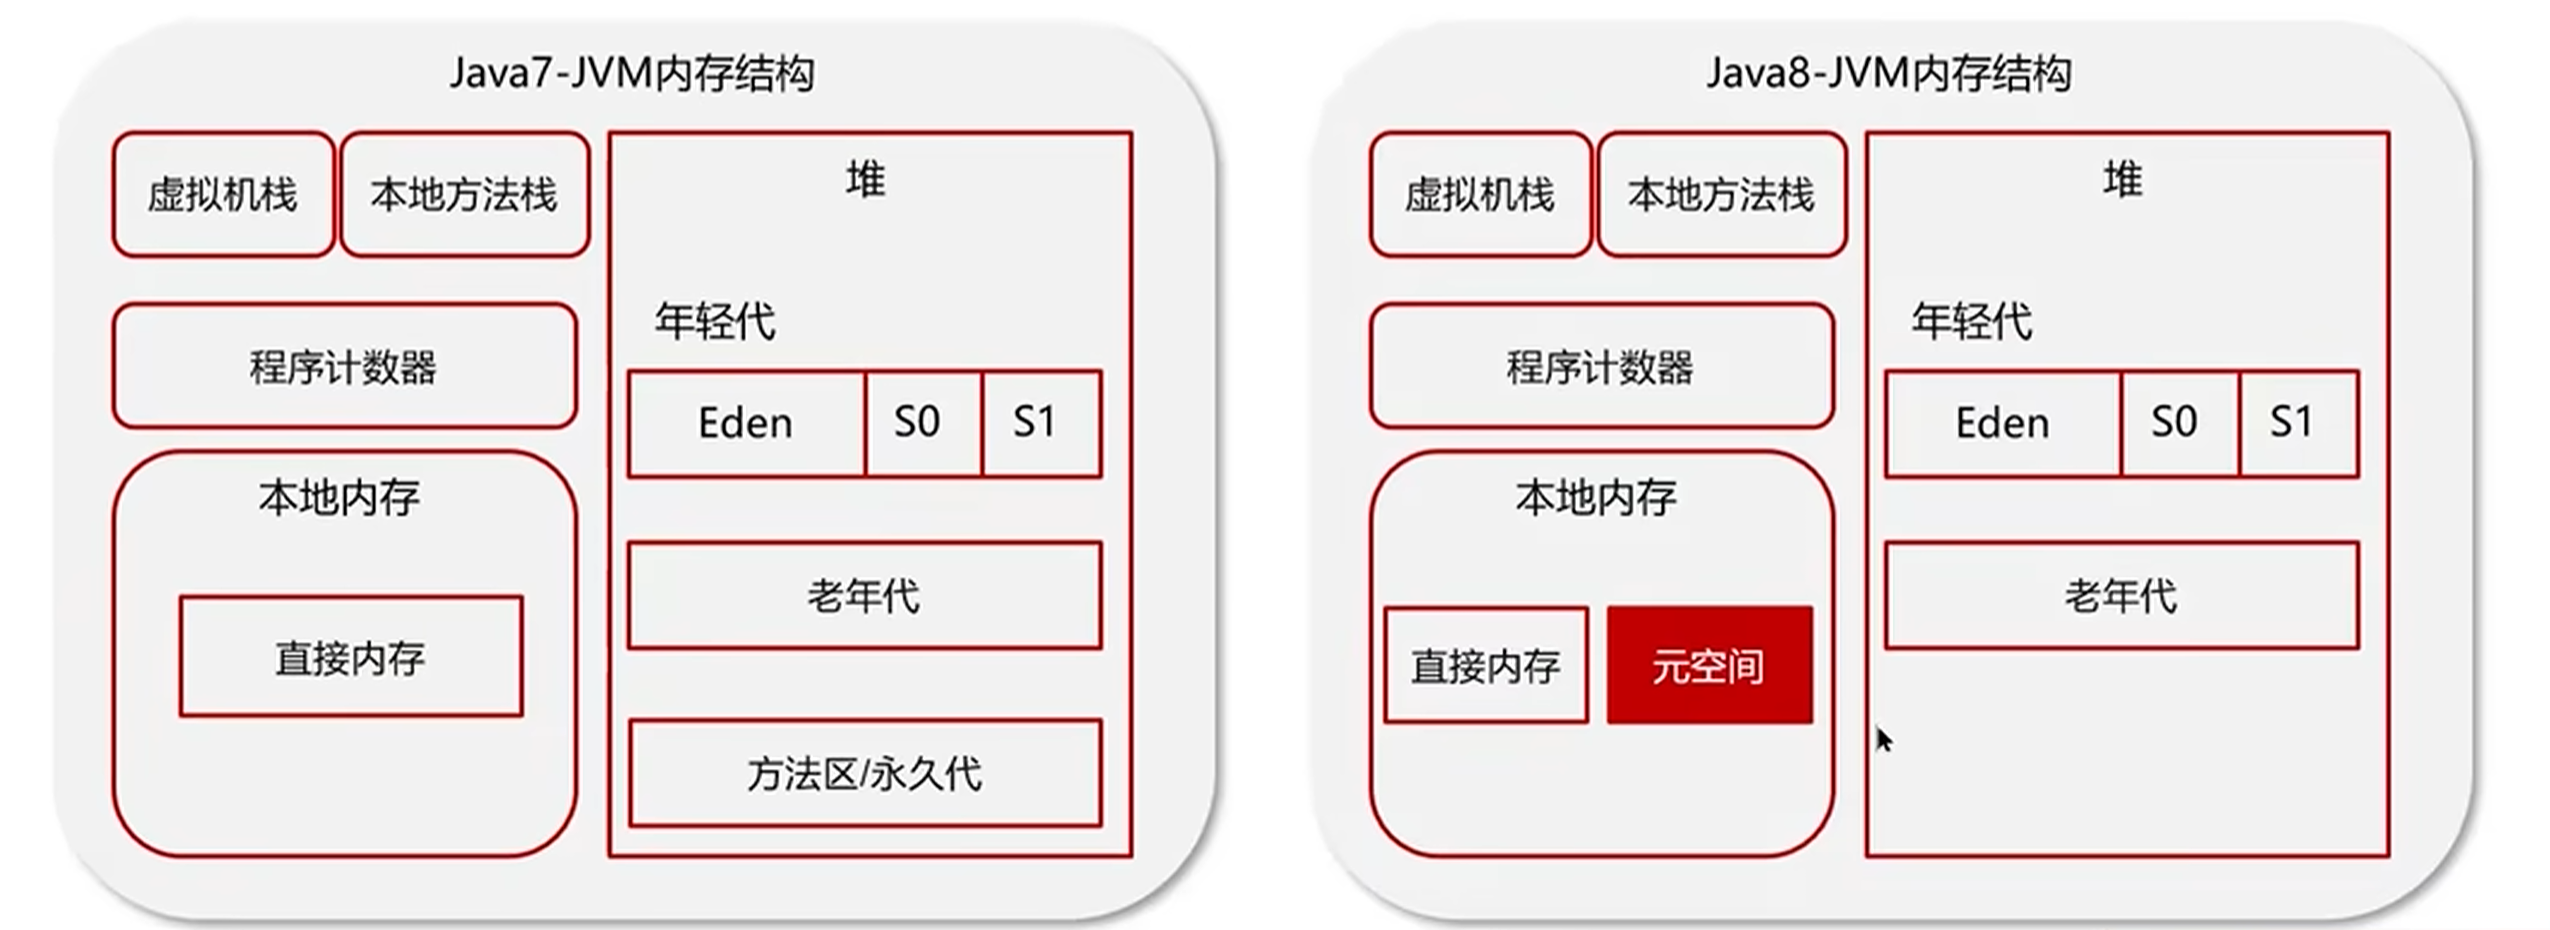 Java7-JVM内存结构
虚拟机栈
本地方法栈
堆
程序计数器
年轻代
Eden
S0
S1
本地内存
直接内存
老年代
方法区/永久代
Java8-JVM内存结构
虚拟机栈
本地方法栈
堆
程序计数器
年轻代
Eden
S0
S1
本地内存
直接内存
元空间
老年代